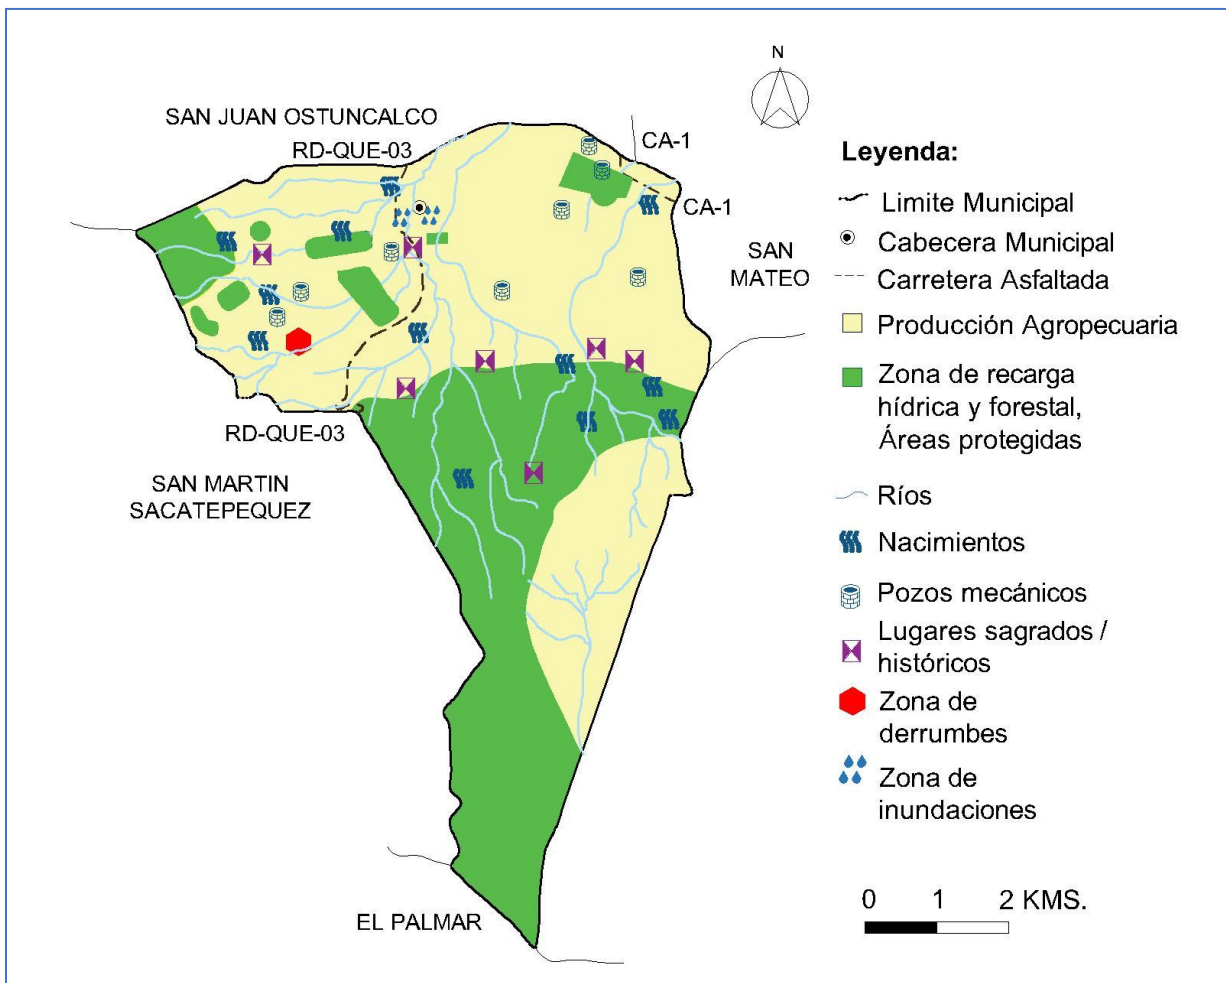 N
SAN JUAN OSTUNCALCO
RD-QUE-03
CA-1
CA-1
SAN
MATEO
RD-QUE-03
SAN MARTIN
SACATEPEQUEZ
EL PALMAR
Leyenda:
Limite Municipal
Cabecera Municipal
Carretera Asfaltada
Producción Agropecuaria
Zona de recarga
hídrica y forestal,
Áreas protegidas
Ríos
Nacimientos
Pozos mecánicos
Lugares sagrados /
históricos
Zona de
derrumbes
Zona de
inundaciones
0 1 2 KMS.